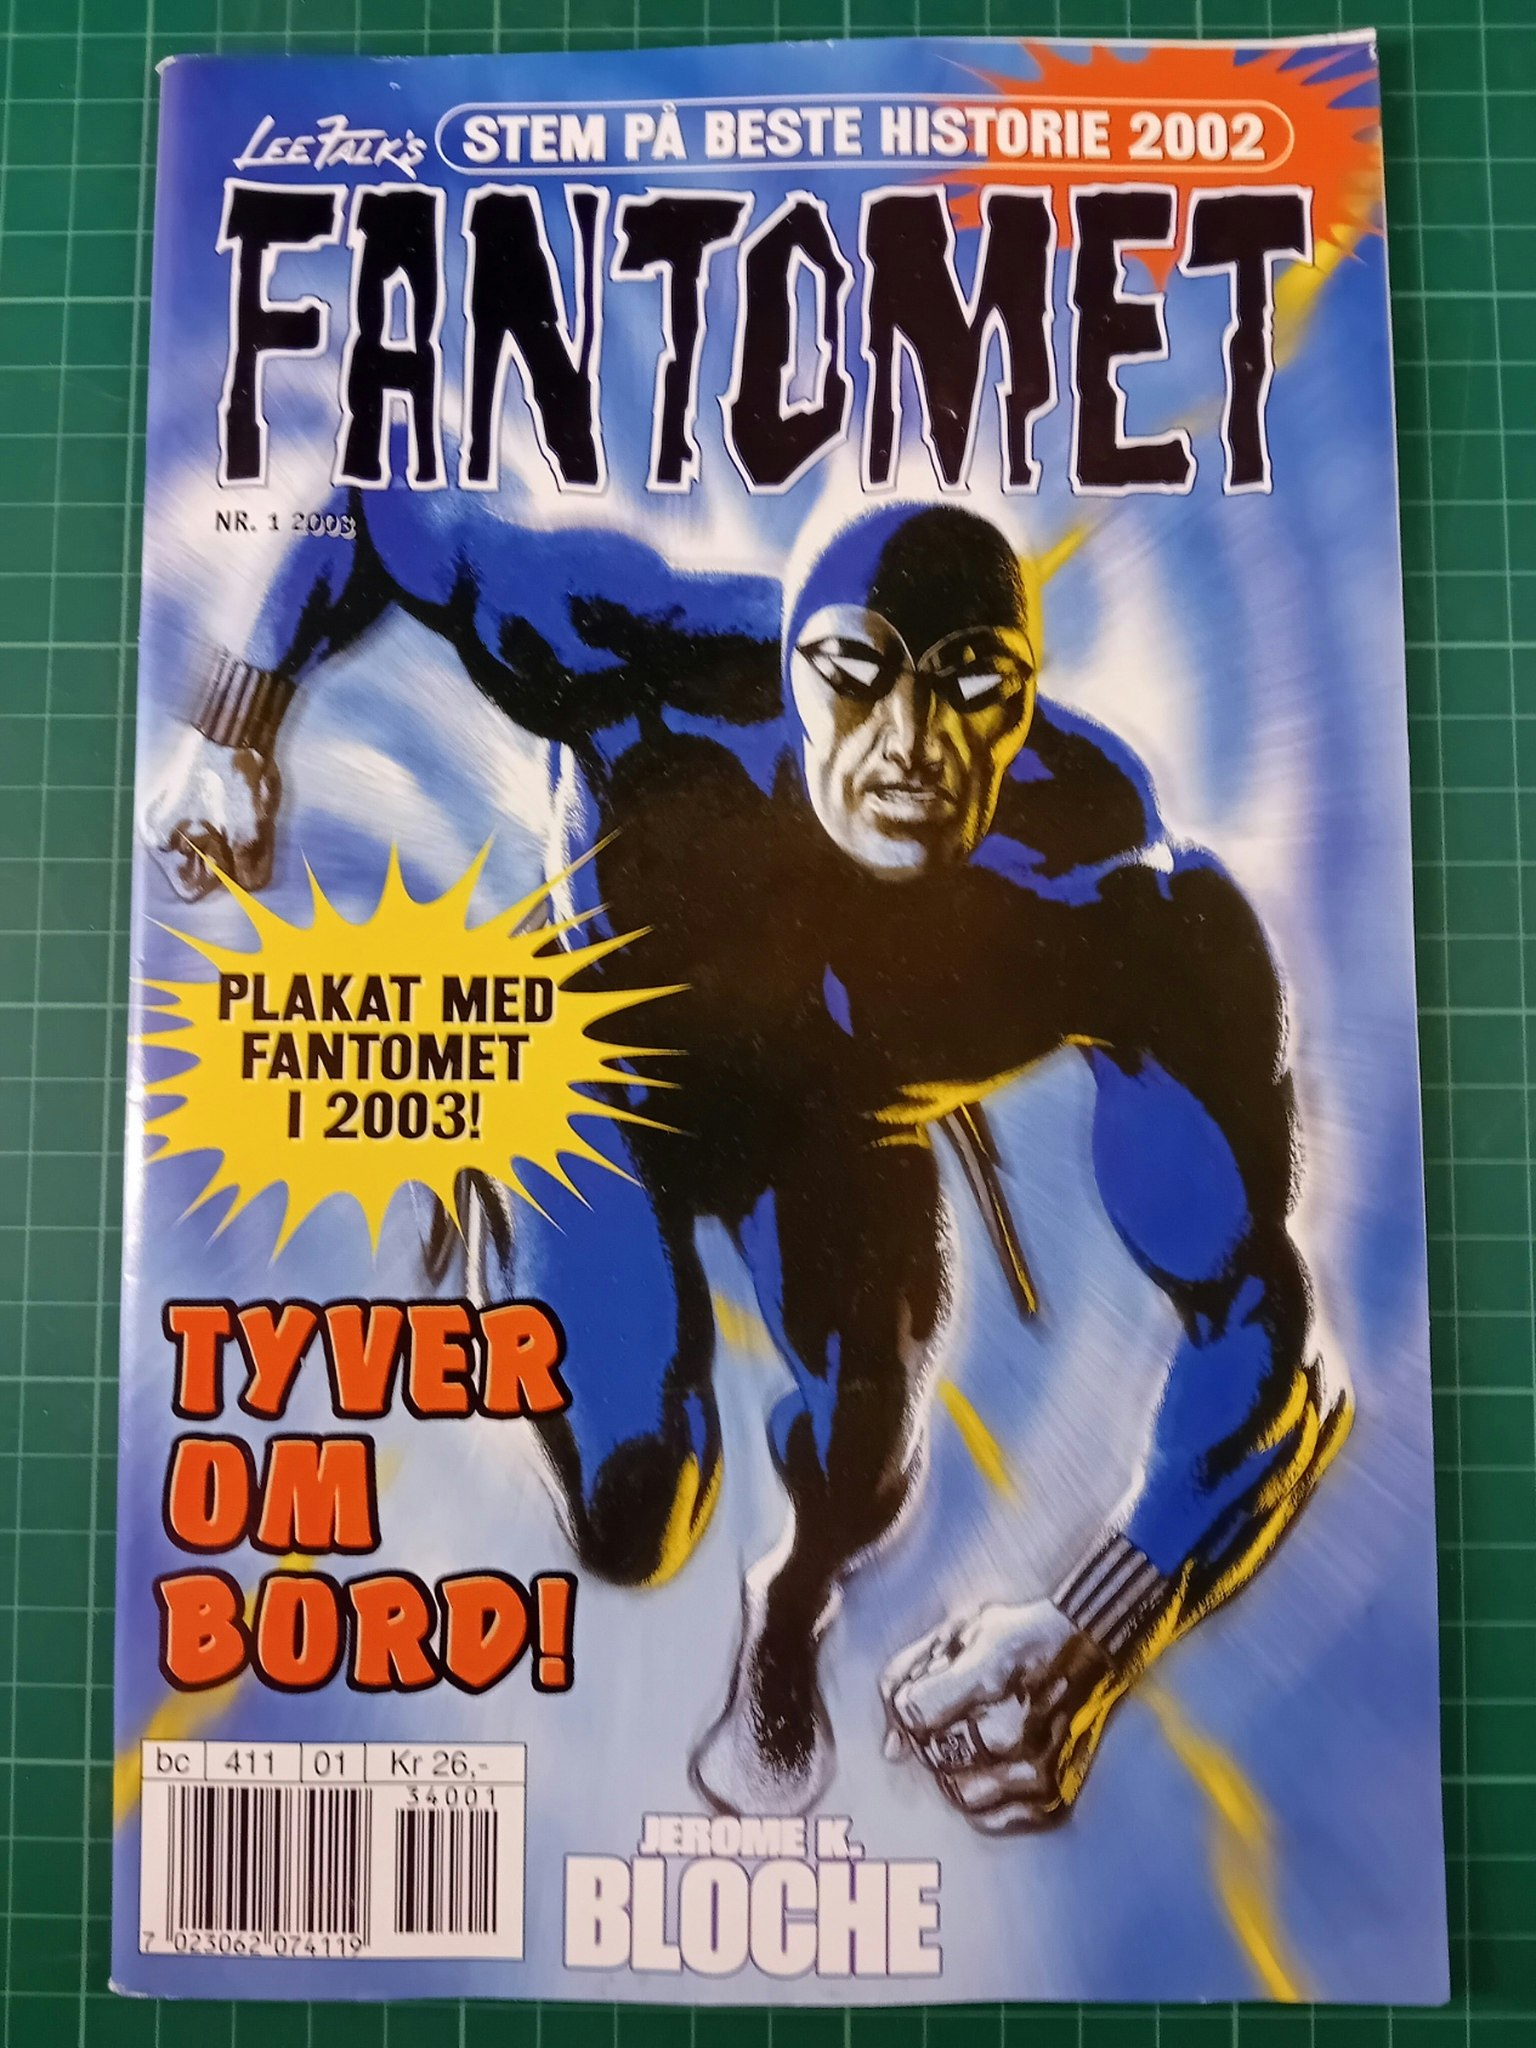 LEE FALK'S
STEM PÅ BESTE HISTORIE 2002
FANTOMET
NR. 1 2003
PLAKAT MED
FANTOMET
I 2003!
TYVER
OM
BORD!
bc 411 01 Kr 26,-
34001
7 023062 074119
JEROME K.
BLOCHE